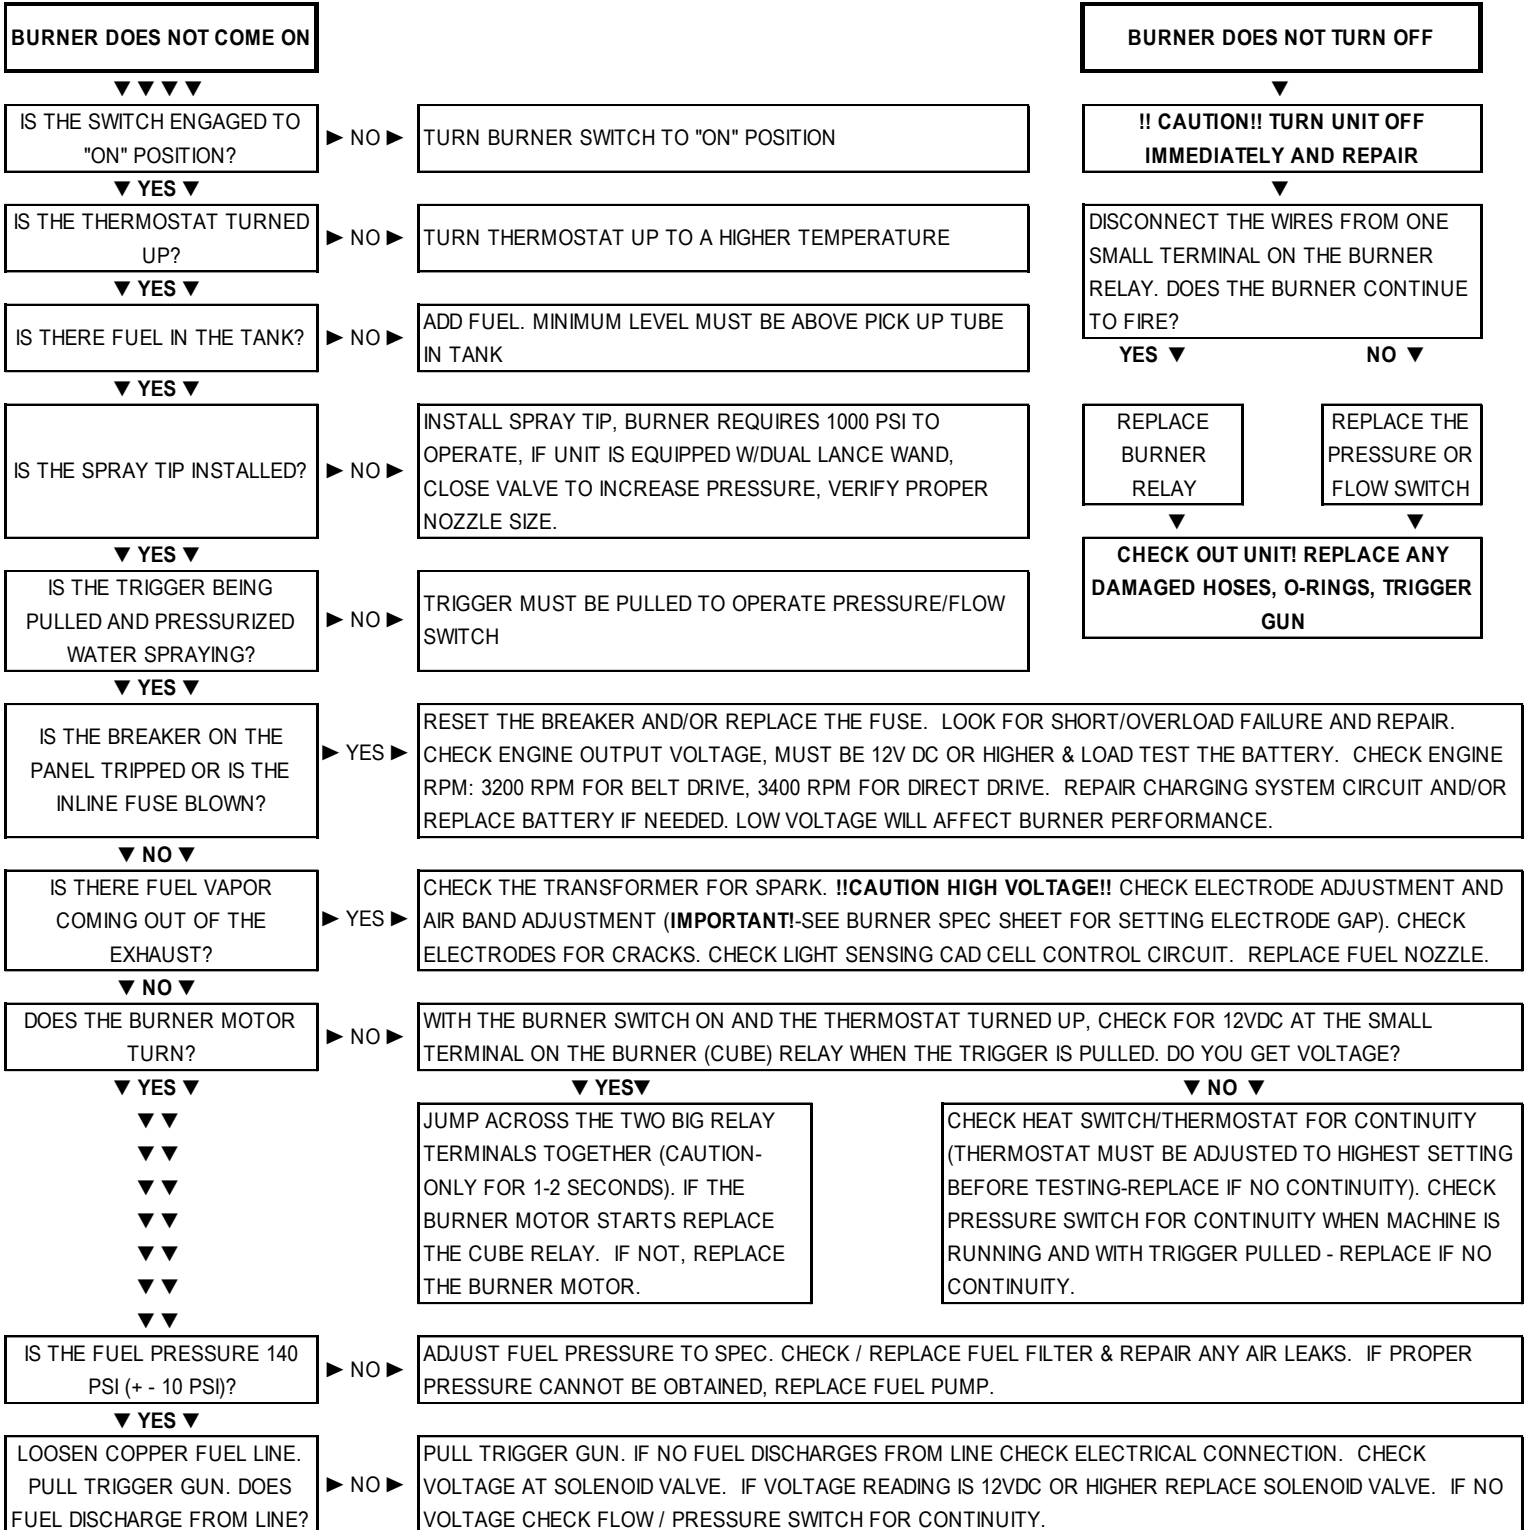 BURNER DOES NOT COME ON
▼ ▼ ▼ ▼
IS THE SWITCH ENGAGED TO
"ON" POSITION?
► NO ►
TURN BURNER SWITCH TO "ON" POSITION
▼ YES ▼
IS THE THERMOSTAT TURNED
UP?
► NO ►
TURN THERMOSTAT UP TO A HIGHER TEMPERATURE
▼ YES ▼
IS THERE FUEL IN THE TANK?
► NO ►
ADD FUEL. MINIMUM LEVEL MUST BE ABOVE PICK UP TUBE
IN TANK
▼ YES ▼
IS THE SPRAY TIP INSTALLED?
► NO ►
INSTALL SPRAY TIP, BURNER REQUIRES 1000 PSI TO
OPERATE, IF UNIT IS EQUIPPED W/DUAL LANCE WAND,
CLOSE VALVE TO INCREASE PRESSURE, VERIFY PROPER
NOZZLE SIZE.
▼ YES ▼
IS THE TRIGGER BEING
PULLED AND PRESSURIZED
WATER SPRAYING?
► NO ►
TRIGGER MUST BE PULLED TO OPERATE PRESSURE/FLOW
SWITCH
▼ YES ▼
BURNER DOES NOT TURN OFF
▼
!! CAUTION!! TURN UNIT OFF
IMMEDIATELY AND REPAIR
▼
DISCONNECT THE WIRES FROM ONE
SMALL TERMINAL ON THE BURNER
RELAY. DOES THE BURNER CONTINUE
TO FIRE?
YES ▼
NO ▼
REPLACE
BURNER
RELAY
REPLACE THE
PRESSURE OR
FLOW SWITCH
▼
▼
CHECK OUT UNIT! REPLACE ANY
DAMAGED HOSES, O-RINGS, TRIGGER
GUN
IS THE BREAKER ON THE
PANEL TRIPPED OR IS THE
INLINE FUSE BLOWN?
► YES ►
RESET THE BREAKER AND/OR REPLACE THE FUSE. LOOK FOR SHORT/OVERLOAD FAILURE AND REPAIR.
CHECK ENGINE OUTPUT VOLTAGE, MUST BE 12V DC OR HIGHER & LOAD TEST THE BATTERY. CHECK ENGINE
RPM: 3200 RPM FOR BELT DRIVE, 3400 RPM FOR DIRECT DRIVE. REPAIR CHARGING SYSTEM CIRCUIT AND/OR
REPLACE BATTERY IF NEEDED. LOW VOLTAGE WILL AFFECT BURNER PERFORMANCE.
▼ NO ▼
IS THERE FUEL VAPOR
COMING OUT OF THE
EXHAUST?
► YES ►
CHECK THE TRANSFORMER FOR SPARK. !!CAUTION HIGH VOLTAGE!! CHECK ELECTRODE ADJUSTMENT AND
AIR BAND ADJUSTMENT (IMPORTANT!-SEE BURNER SPEC SHEET FOR SETTING ELECTRODE GAP). CHECK
ELECTRODES FOR CRACKS. CHECK LIGHT SENSING CAD CELL CONTROL CIRCUIT. REPLACE FUEL NOZZLE.
▼ NO ▼
DOES THE BURNER MOTOR
TURN?
► NO ►
WITH THE BURNER SWITCH ON AND THE THERMOSTAT TURNED UP, CHECK FOR 12VDC AT THE SMALL
TERMINAL ON THE BURNER (CUBE) RELAY WHEN THE TRIGGER IS PULLED. DO YOU GET VOLTAGE?
▼ YES ▼
▼ YES▼
▼ NO ▼
JUMP ACROSS THE TWO BIG RELAY
TERMINALS TOGETHER (CAUTION-
ONLY FOR 1-2 SECONDS). IF THE
BURNER MOTOR STARTS REPLACE
THE CUBE RELAY. IF NOT, REPLACE
THE BURNER MOTOR.
CHECK HEAT SWITCH/THERMOSTAT FOR CONTINUITY
(THERMOSTAT MUST BE ADJUSTED TO HIGHEST SETTING
BEFORE TESTING-REPLACE IF NO CONTINUITY). CHECK
PRESSURE SWITCH FOR CONTINUITY WHEN MACHINE IS
RUNNING AND WITH TRIGGER PULLED - REPLACE IF NO
CONTINUITY.
▼ ▼
▼ ▼
▼ ▼
▼ ▼
▼ ▼
▼ ▼
▼ ▼
IS THE FUEL PRESSURE 140
PSI (+ - 10 PSI)?
► NO ►
ADJUST FUEL PRESSURE TO SPEC. CHECK / REPLACE FUEL FILTER & REPAIR ANY AIR LEAKS. IF PROPER
PRESSURE CANNOT BE OBTAINED, REPLACE FUEL PUMP.
▼ YES ▼
LOOSEN COPPER FUEL LINE.
PULL TRIGGER GUN. DOES
FUEL DISCHARGE FROM LINE?
► NO ►
PULL TRIGGER GUN. IF NO FUEL DISCHARGES FROM LINE CHECK ELECTRICAL CONNECTION. CHECK
VOLTAGE AT SOLENOID VALVE. IF VOLTAGE READING IS 12VDC OR HIGHER REPLACE SOLENOID VALVE. IF NO
VOLTAGE CHECK FLOW / PRESSURE SWITCH FOR CONTINUITY.